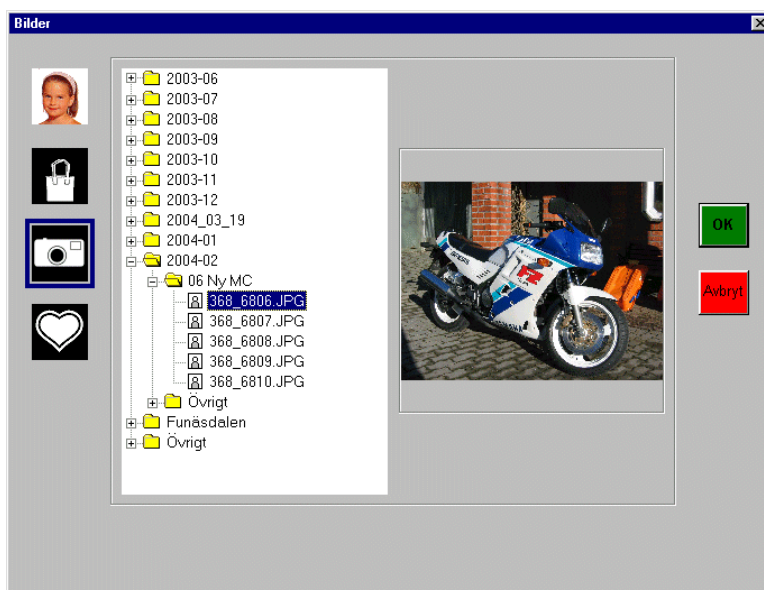 Bilder
2003-06
2003-07
2003-08
2003-09
2003-10
2003-11
2003-12
2004_03_19
2004-01
2004-02
06 Ny MC
368_6806.JPG
368_6807.JPG
368_6808.JPG
368_6809.JPG
368_6810.JPG
Övrigt
Funäsdalen
Övrigt
OK
Avbryt